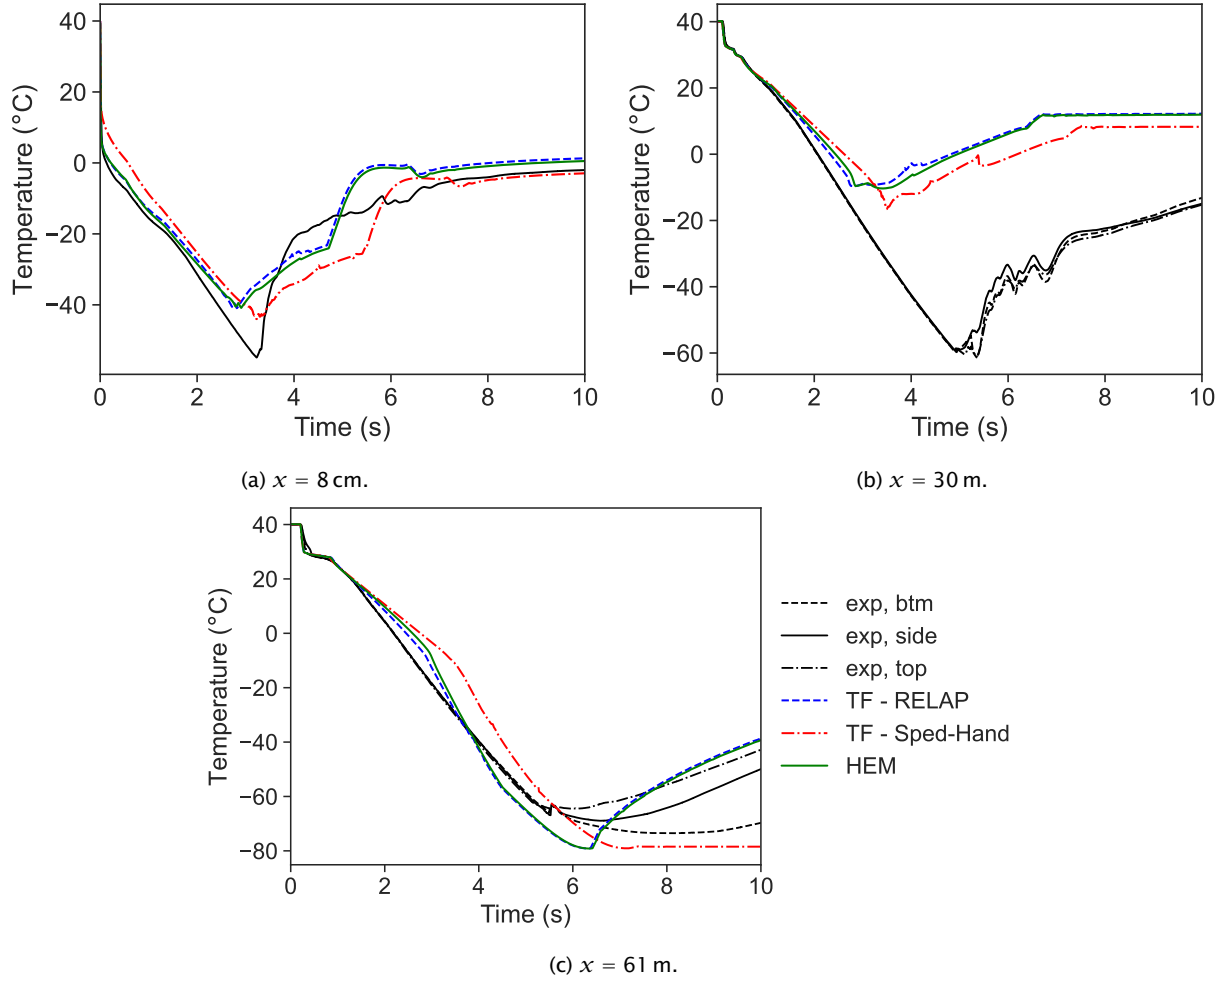 40
20
0
−20
−40
Temperature (°C)
0 2 4 6 8 10
Time (s)
(a) x = 8 cm.
40
20
0
−20
−40
−60
Temperature (°C)
0 2 4 6 8 10
Time (s)
(b) x = 30 m.
40
20
0
−20
−40
−60
−80
Temperature (°C)
0 2 4 6 8 10
Time (s)
exp, btm
exp, side
exp, top
TF - RELAP
TF - Sped-Hand
HEM
(c) x = 61 m.